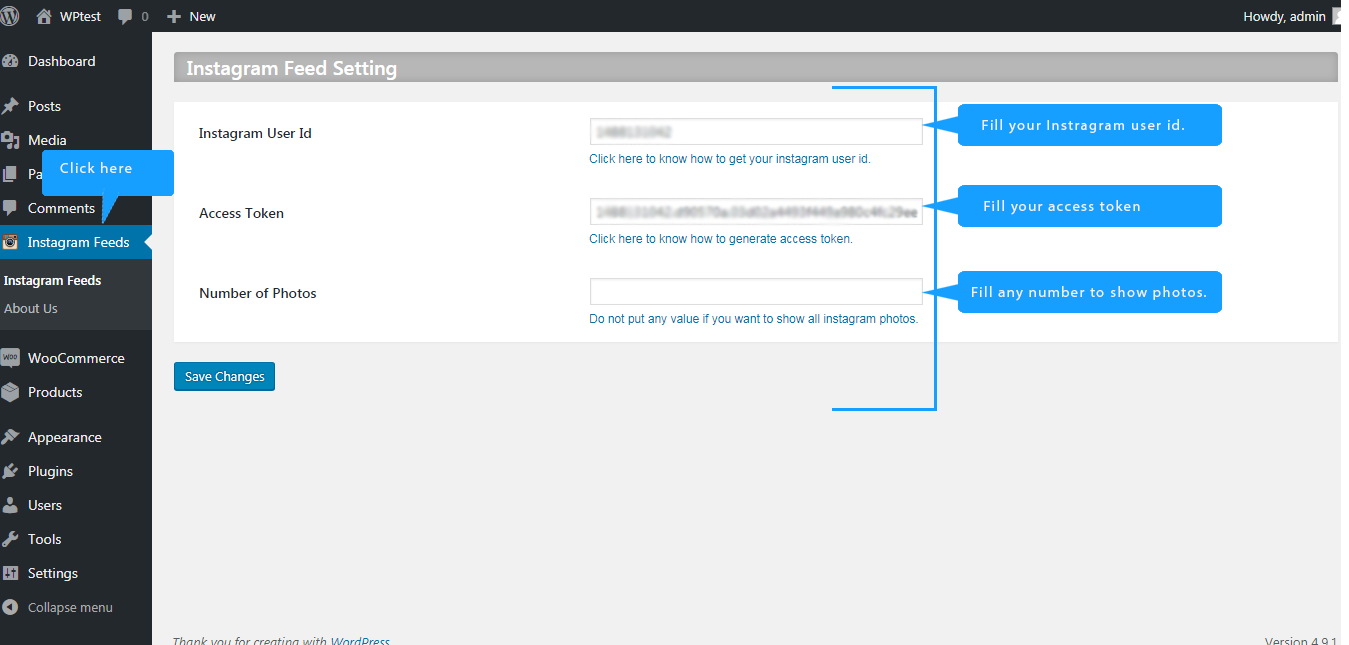 WPtest
0
New
Howdy, admin
Dashboard
Posts
Media
Pa
Click here
Comments
Instagram Feeds
Instagram Feeds
About Us
WOO
WooCommerce
Products
Appearance
Plugins
Users
Tools
Settings
Collapse menu
Instagram Feed Setting
Instagram User Id
Click here to know how to get your instagram user id.
Fill your Instragram user id.
Access Token
Click here to know how to generate access token.
Fill your access token
Number of Photos
Do not put any value if you want to show all instagram photos.
Fill any number to show photos.
Save Changes
Thank you for creating with WordPress
Version 4.9.1